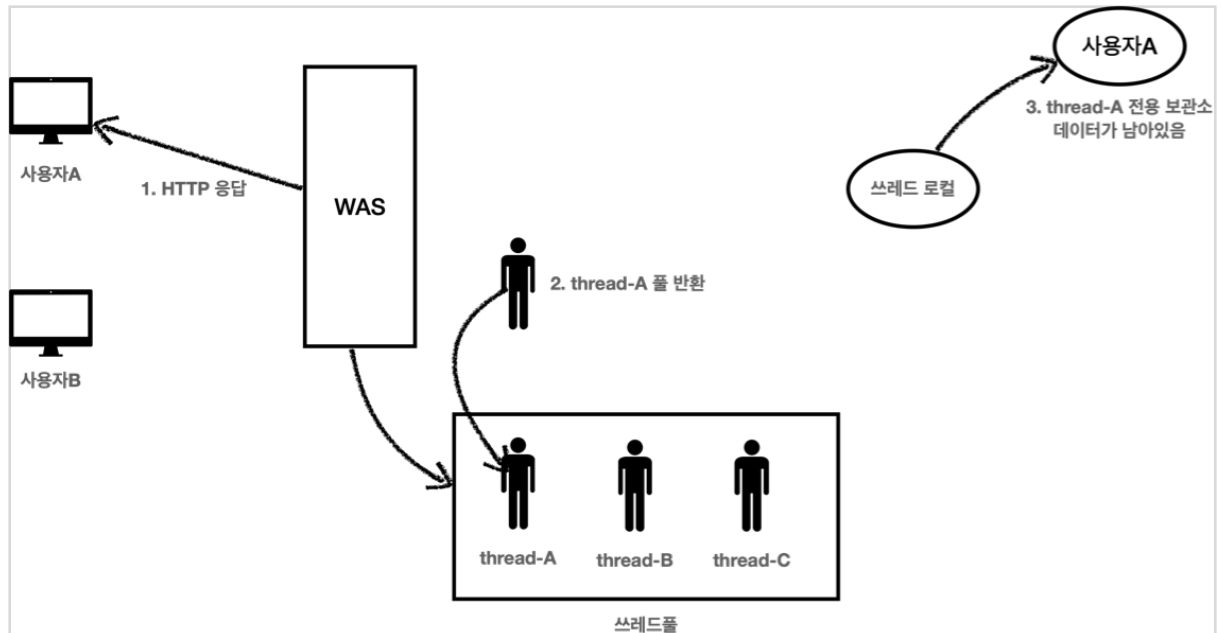 사용자A
3. thread-A 전용 보관소
데이터가 남아있음
사용자A
1. HTTP 응답
WAS
쓰레드 로컬
2. thread-A 풀 반환
사용자B
thread-A
thread-B
thread-C
쓰레드풀